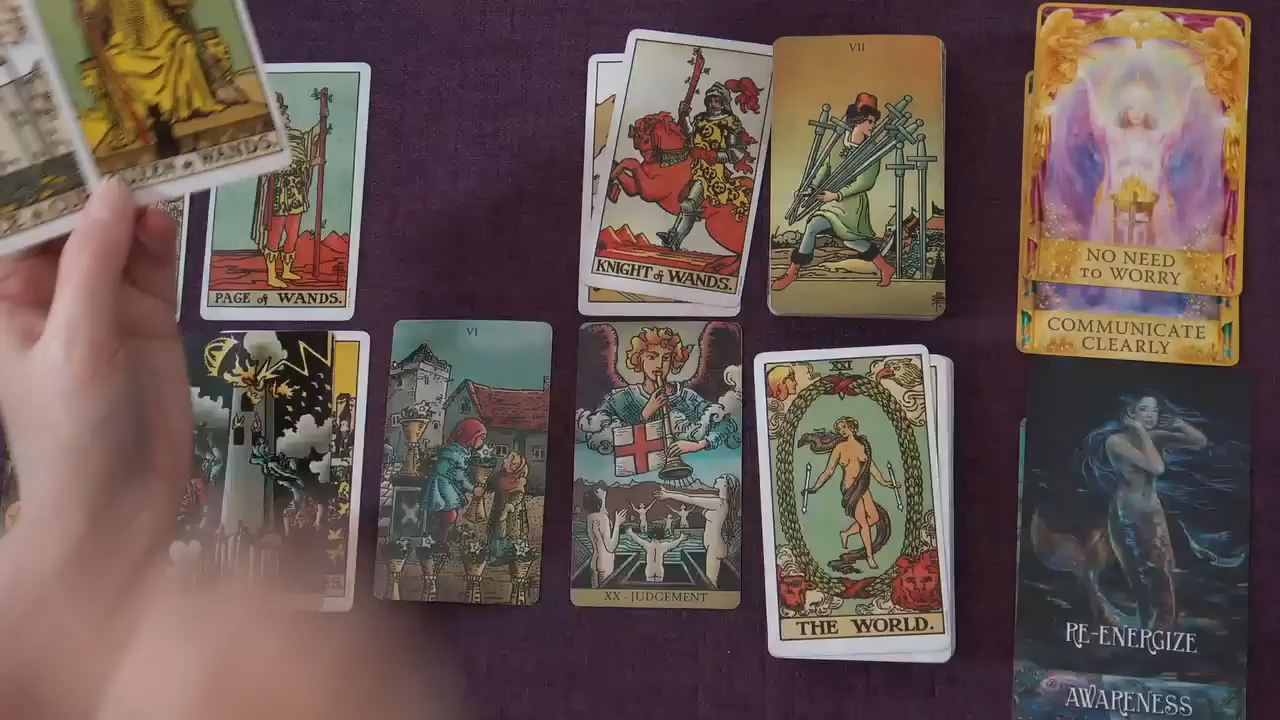 WANDS.
PAGE of WANDS.
KNIGHT of WANDS.
VII
NO NEED
TO WORRY
COMMUNICATE
CLEARLY
VI
XX - JUDGEMENT
XXI
THE WORLD.
RE-ENERGIZE
AWARENESS